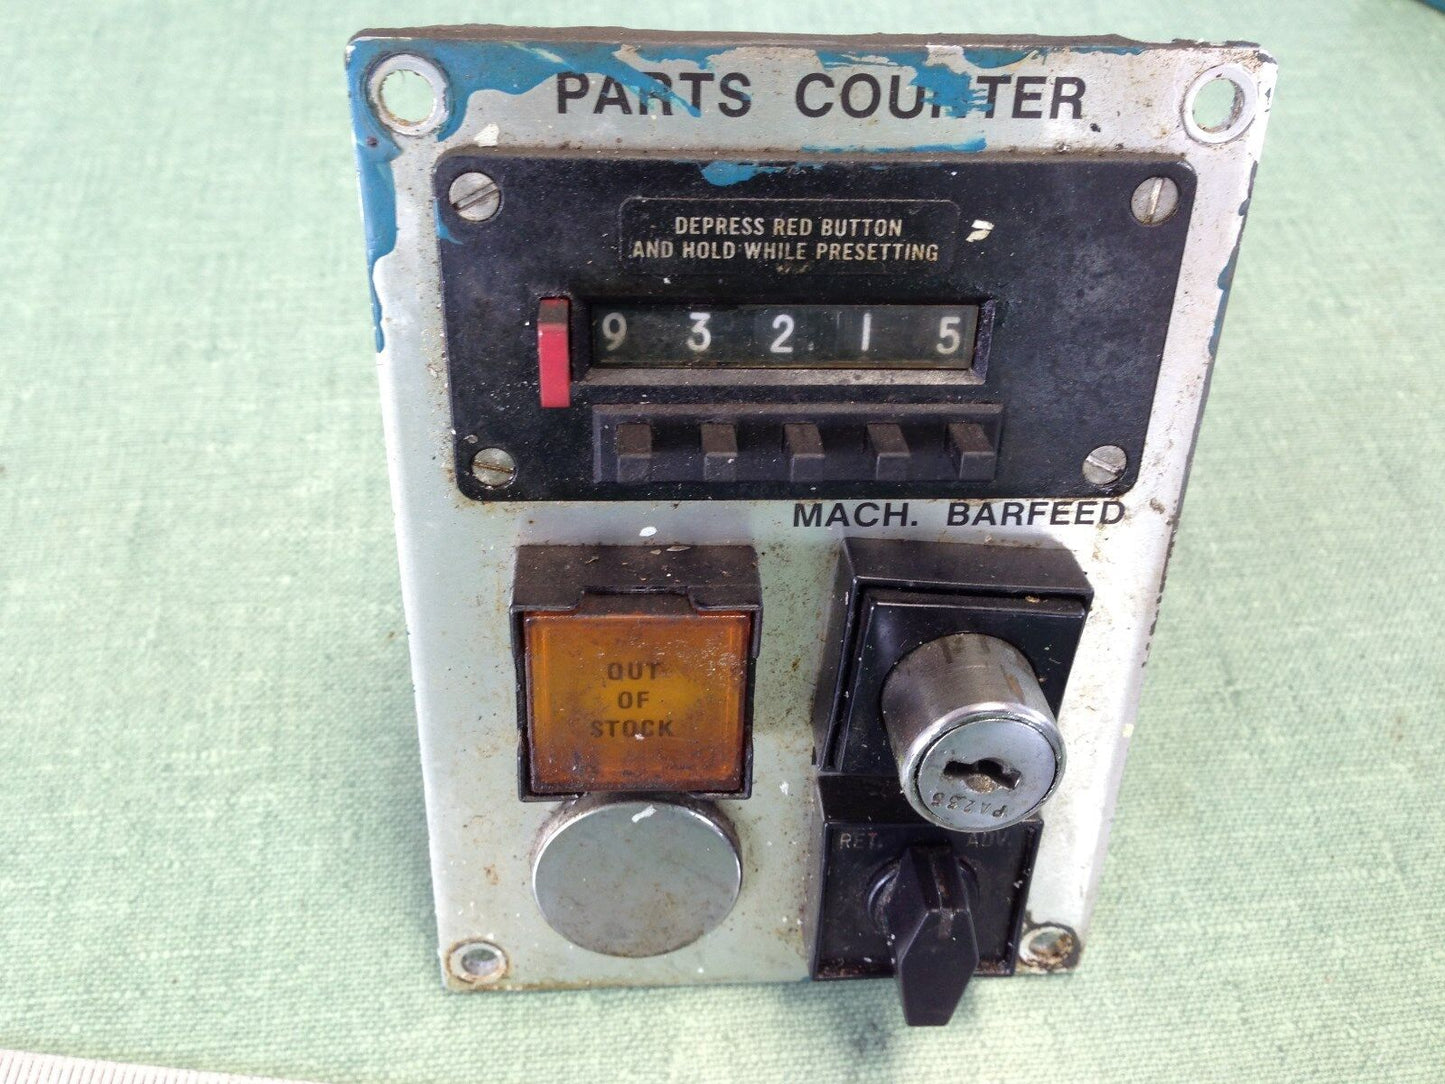 PARTS COUNTER
DEPRESS RED BUTTON
AND HOLD WHILE PRESETTING
9 3 2 1 5
MACH. BARFEED
OUT
OF
STOCK
PA235
RET. ADV.